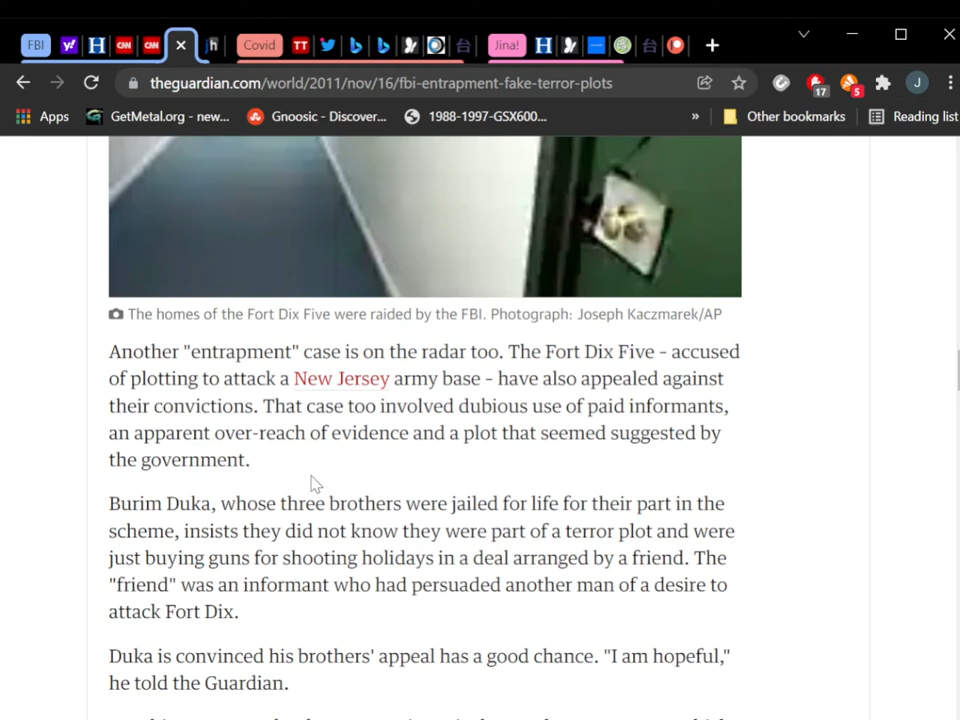 FBI
Covid
Jina!
theguardian.com/world/2011/nov/16/fbi-entrapment-fake-terror-plots
17
5
J
Apps
GetMetal.org - new...
Gnoosic - Discover...
1988-1997-GSX600...
»
Other bookmarks
Reading list
The homes of the Fort Dix Five were raided by the FBI. Photograph: Joseph Kaczmarek/AP
Another "entrapment" case is on the radar too. The Fort Dix Five – accused
of plotting to attack a New Jersey army base – have also appealed against
their convictions. That case too involved dubious use of paid informants,
an apparent over-reach of evidence and a plot that seemed suggested by
the government.
Burim Duka, whose three brothers were jailed for life for their part in the
scheme, insists they did not know they were part of a terror plot and were
just buying guns for shooting holidays in a deal arranged by a friend. The
"friend" was an informant who had persuaded another man of a desire to
attack Fort Dix.
Duka is convinced his brothers' appeal has a good chance. "I am hopeful,"
he told the Guardian.